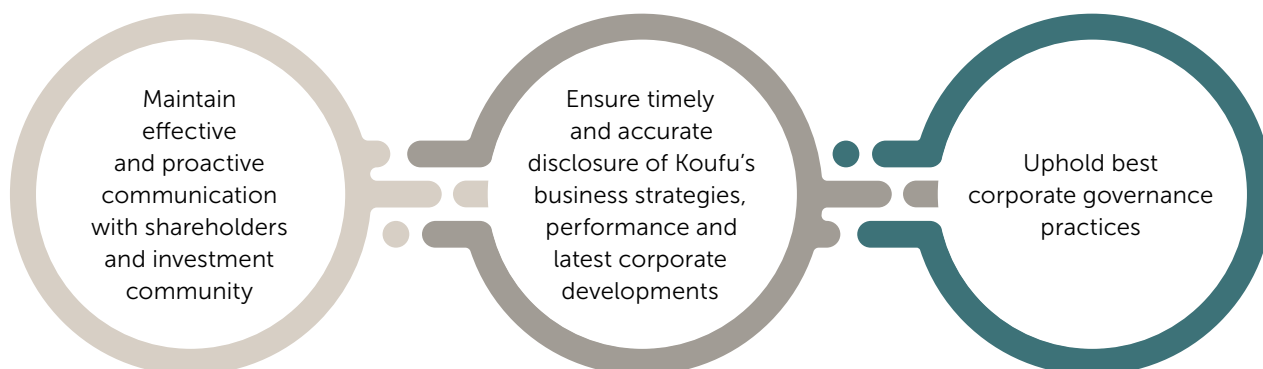 Maintain
effective
and proactive
communication
with shareholders
and investment
community
Ensure timely
and accurate
disclosure of Koufu’s
business strategies,
performance and
latest corporate
developments
Uphold best
corporate governance
practices